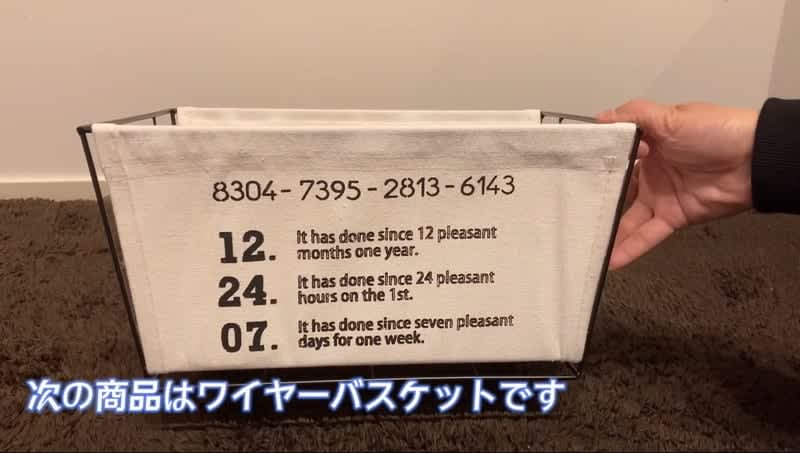 8304-7395-2813-6143
12. It has done since 12 pleasant
months one year.
24. It has done since 24 pleasant
hours on the 1st.
07. It has done since seven pleasant
days for one week.
次の商品はワイヤーバスケットです